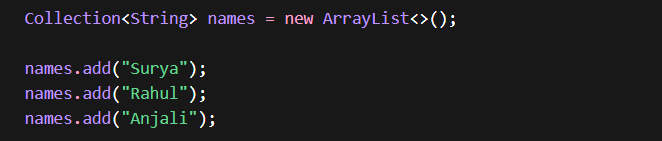 Collection<String> names = new ArrayList<>();
names.add("Surya");
names.add("Rahul");
names.add("Anjali");